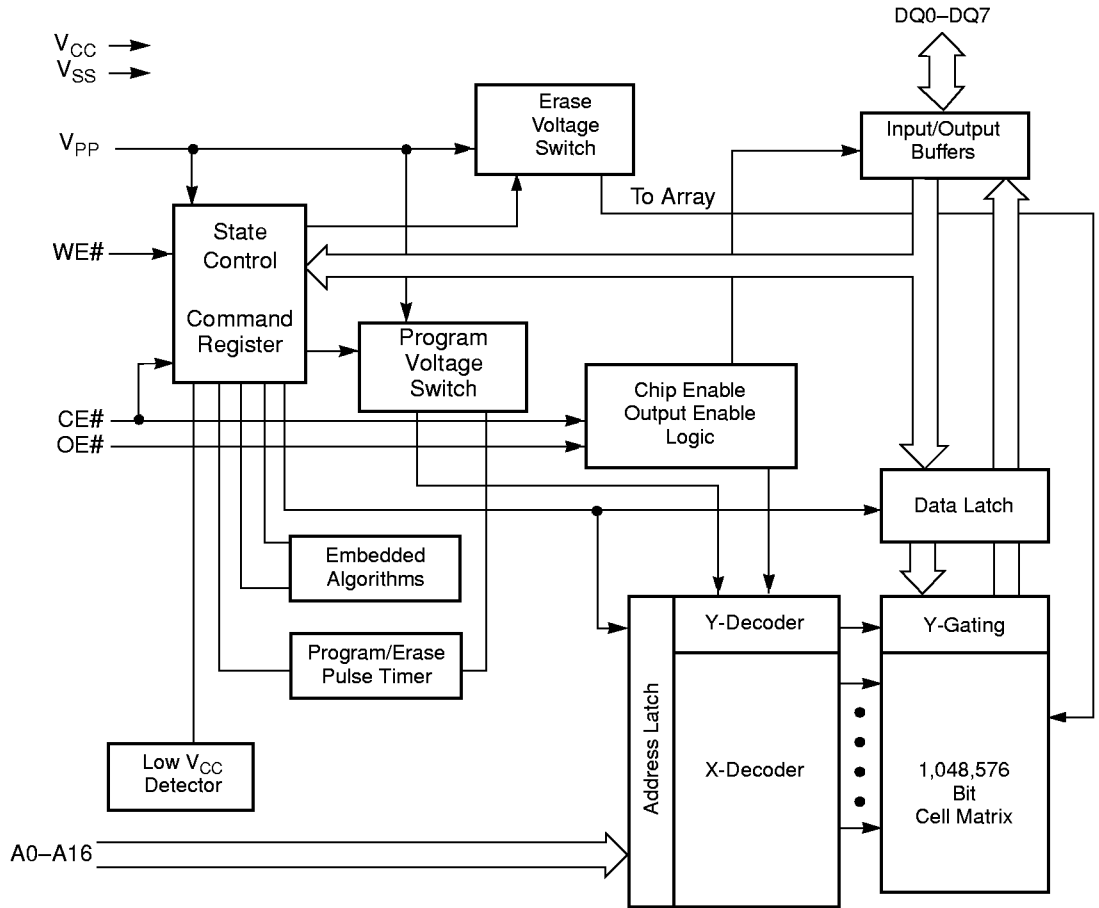 DQ0–DQ7
VCC
VSS
Erase
Voltage
Switch
Input/Output
Buffers
VPP
To Array
State
Control
Command
Register
WE#
Program
Voltage
Switch
Chip Enable
Output Enable
Logic
CE#
OE#
Data Latch
Embedded
Algorithms
Y-Decoder
Y-Gating
Program/Erase
Pulse Timer
Address Latch
Low VCC
Detector
X-Decoder
1,048,576
Bit
Cell Matrix
A0–A16